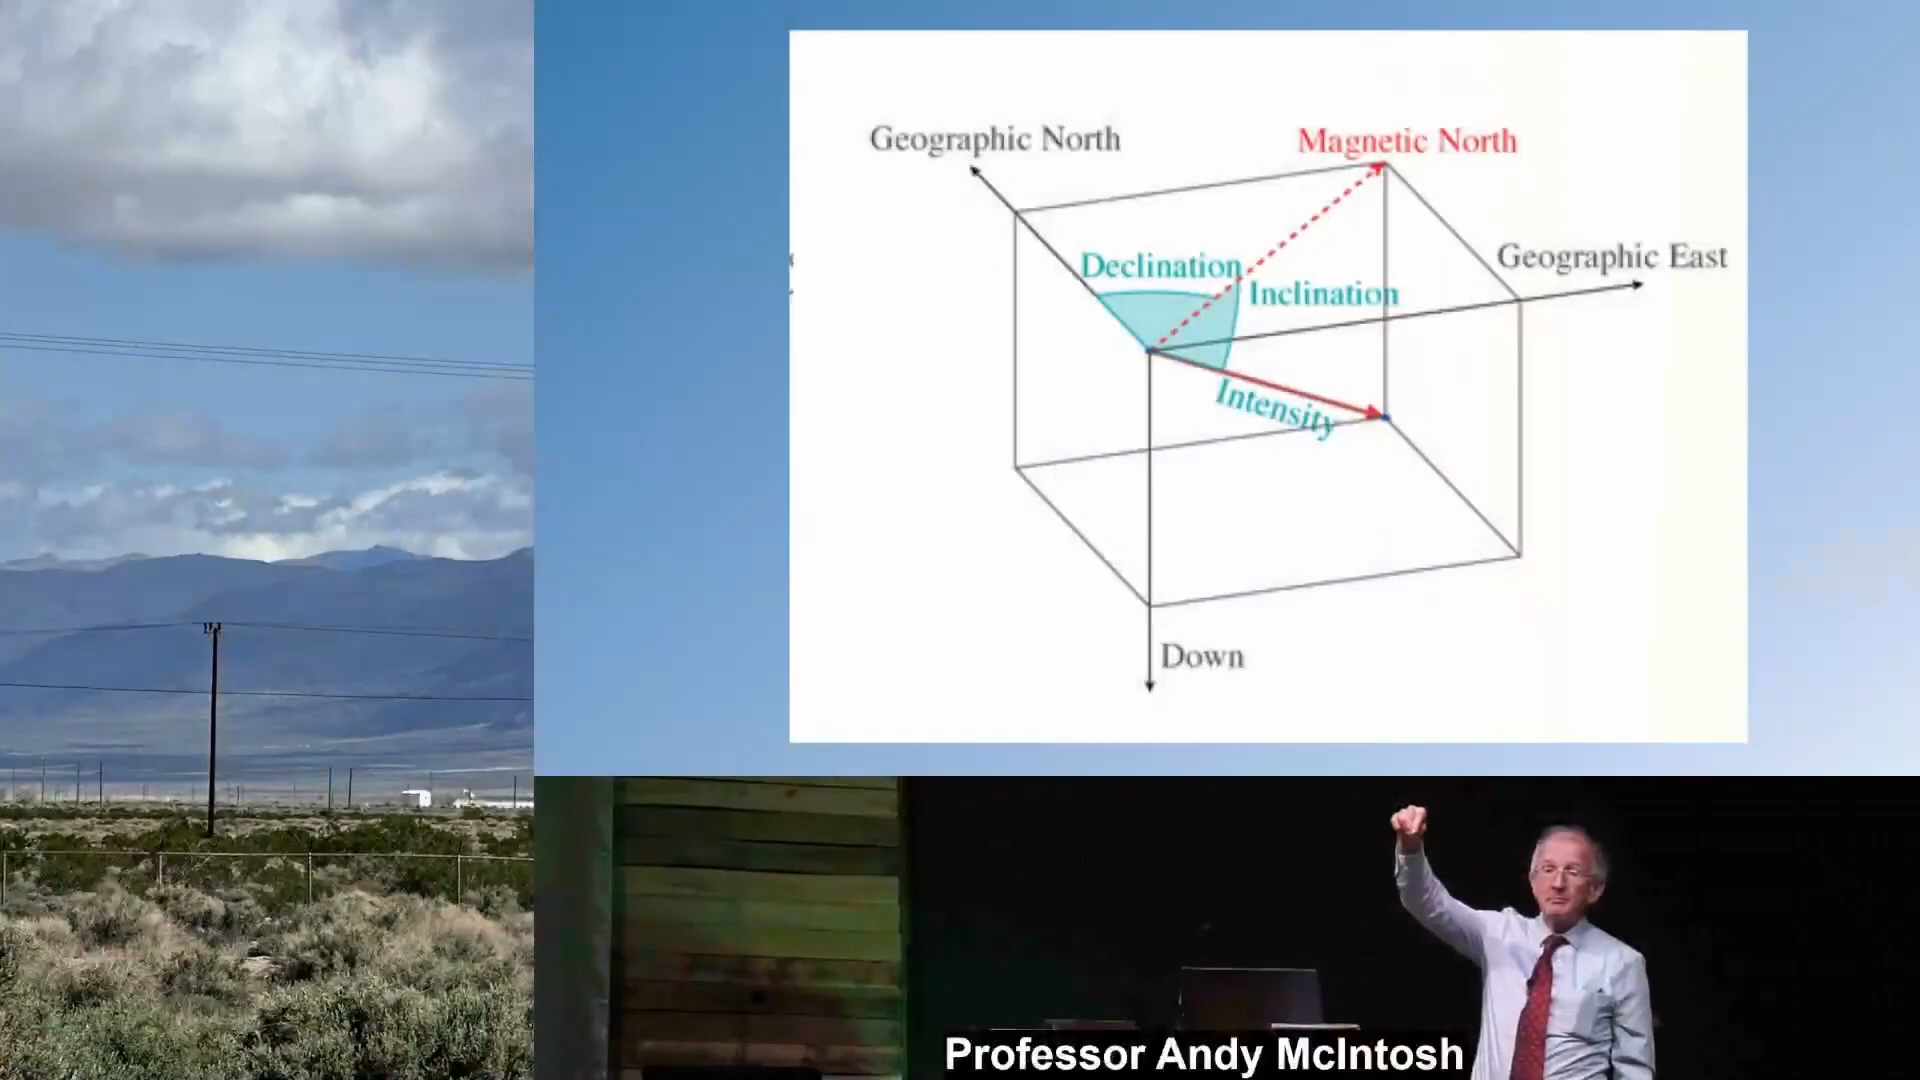 Geographic North
Magnetic North
Geographic East
Declination
Inclination
Intensity
Down
Professor Andy McIntosh